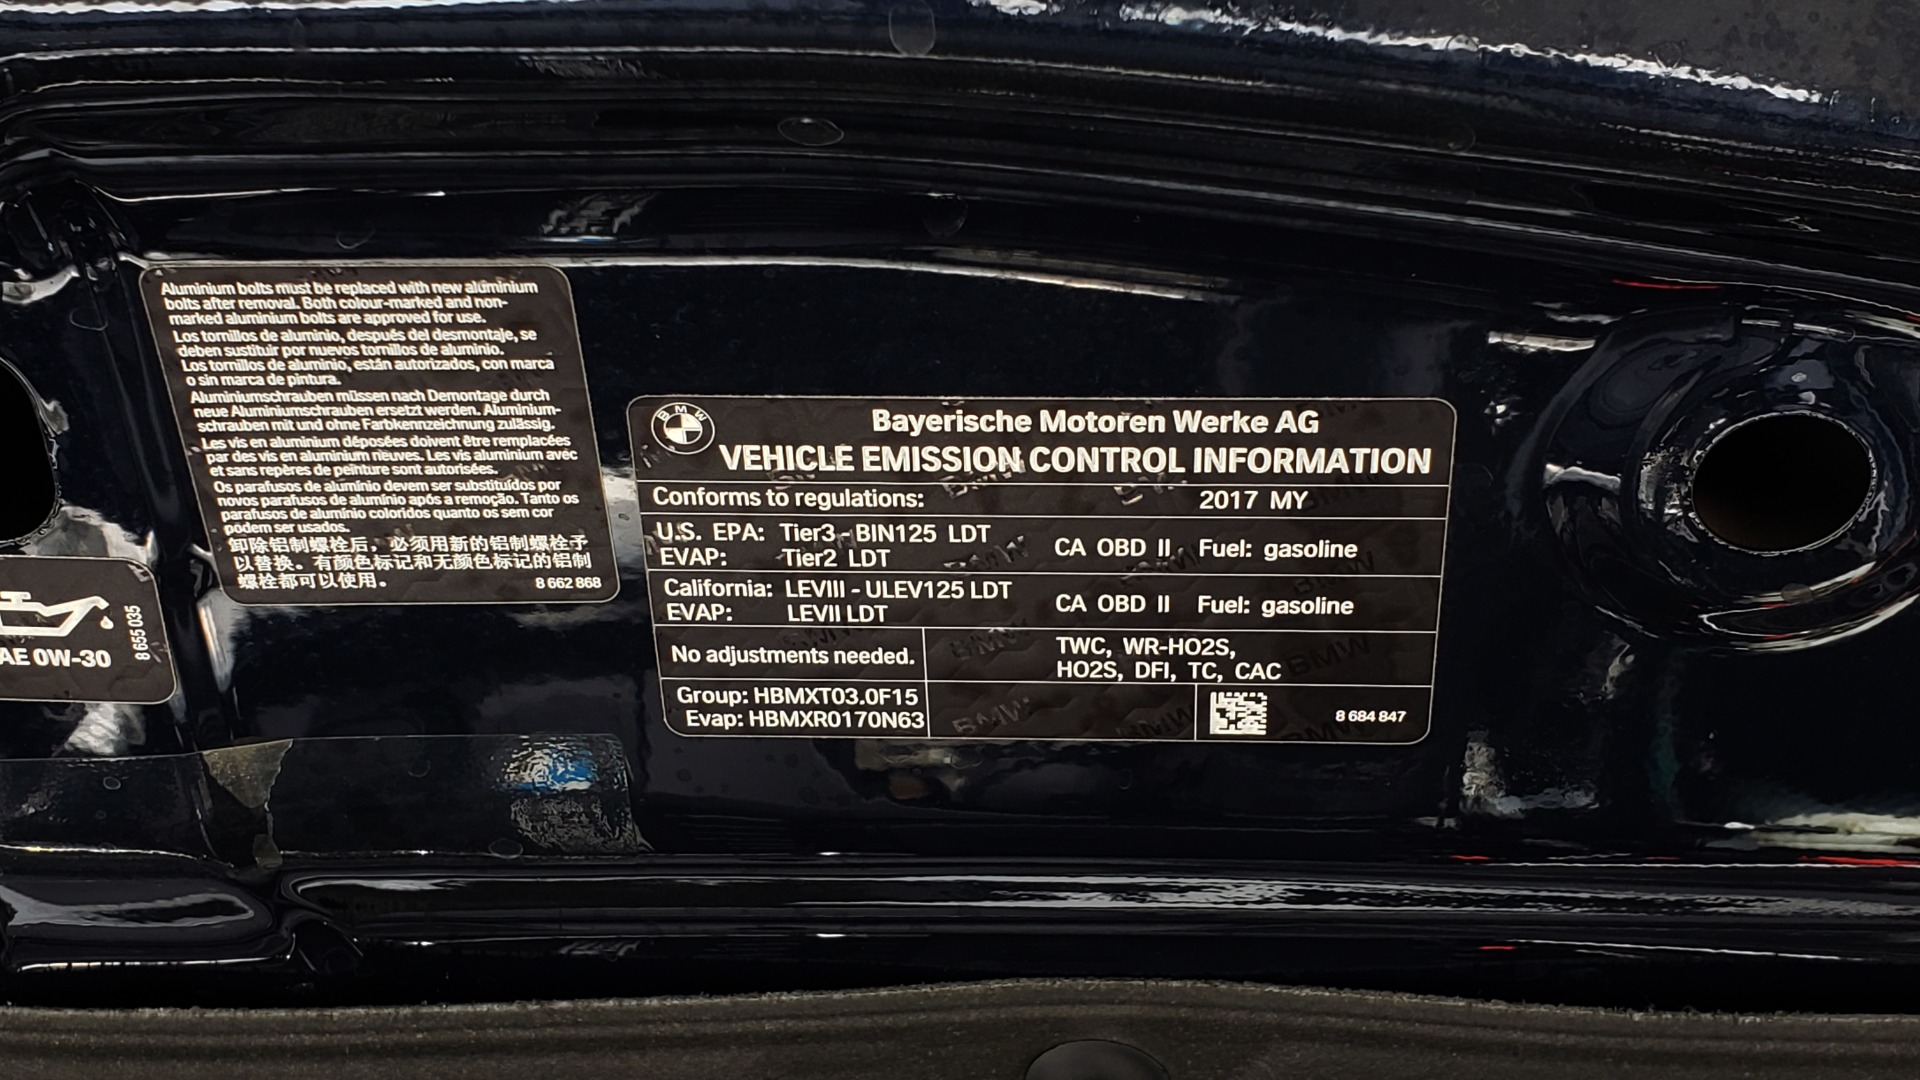 Aluminium bolts must be replaced with new aluminium
bolts after removal. Both colour-marked and non-
marked aluminium bolts are approved for use.
Los tornillos de aluminio, después del desmontaje, se
deben sustituir por nuevos tornillos de aluminio.
Los tornillos de aluminio, están autorizados, con marca
o sin marca de pintura.
Aluminiumschrauben müssen nach Demontage durch
neue Aluminiumschrauben ersetzt werden. Aluminium-
schrauben mit und ohne Farbkennzeichnung zulässig.
Les vis en aluminium déposées doivent être remplacées
par des vis en aluminium neuves. Les vis aluminium avec
et sans repères de peinture sont autorisées.
Os parafusos de alumínio devem ser substituídos por
novos parafusos de alumínio após a remoção. Tanto os
parafusos de alumínio coloridos quanto os sem cor
podem ser usados.
卸除铝制螺栓后，必须用新的铝制螺栓予
以替换。有颜色标记和无颜色标记的铝制
螺栓都可以使用。
8 662 868
AE 0W-30
8 655 035
BMW
Bayerische Motoren Werke AG
VEHICLE EMISSION CONTROL INFORMATION
Conforms to regulations: 2017 MY
U.S. EPA: Tier3 - BIN125 LDT
EVAP: Tier2 LDT
CA OBD II Fuel: gasoline
California: LEVIII - ULEV125 LDT
EVAP: LEVII LDT
CA OBD II Fuel: gasoline
No adjustments needed.
TWC, WR-HO2S,
HO2S, DFI, TC, CAC
Group: HBMXT03.0F15
Evap: HBMXR0170N63
8 684 847